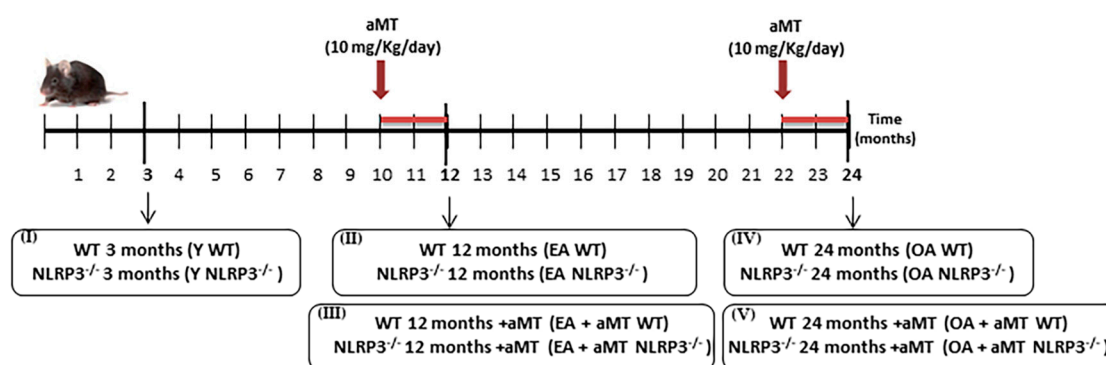 aMT
(10 mg/Kg/day)
aMT
(10 mg/Kg/day)
Time
(months)
1 2 3 4 5 6 7 8 9 10 11 12 13 14 15 16 17 18 19 20 21 22 23 24
(I)
WT 3 months (Y WT)
NLRP3-/- 3 months (Y NLRP3-/- )
(II)
WT 12 months (EA WT)
NLRP3-/- 12 months (EA NLRP3-/-)
(III)
WT 12 months +aMT (EA + aMT WT)
NLRP3-/- 12 months +aMT (EA + aMT NLRP3-/-)
(IV)
WT 24 months (OA WT)
NLRP3-/- 24 months (OA NLRP3-/-)
(V)
WT 24 months +aMT (OA + aMT WT)
NLRP3-/- 24 months +aMT (OA + aMT NLRP3-/-)